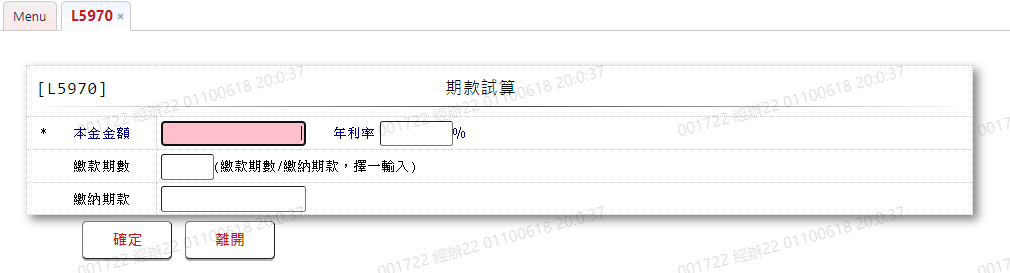 Menu L5970 ×
[L5970] 期款試算
* 本金金額 年利率 %
繳款期數 (繳款期數/繳納期款，擇一輸入)
繳納期款
確定 離開
001722 經辦22 01100618 20:0:37